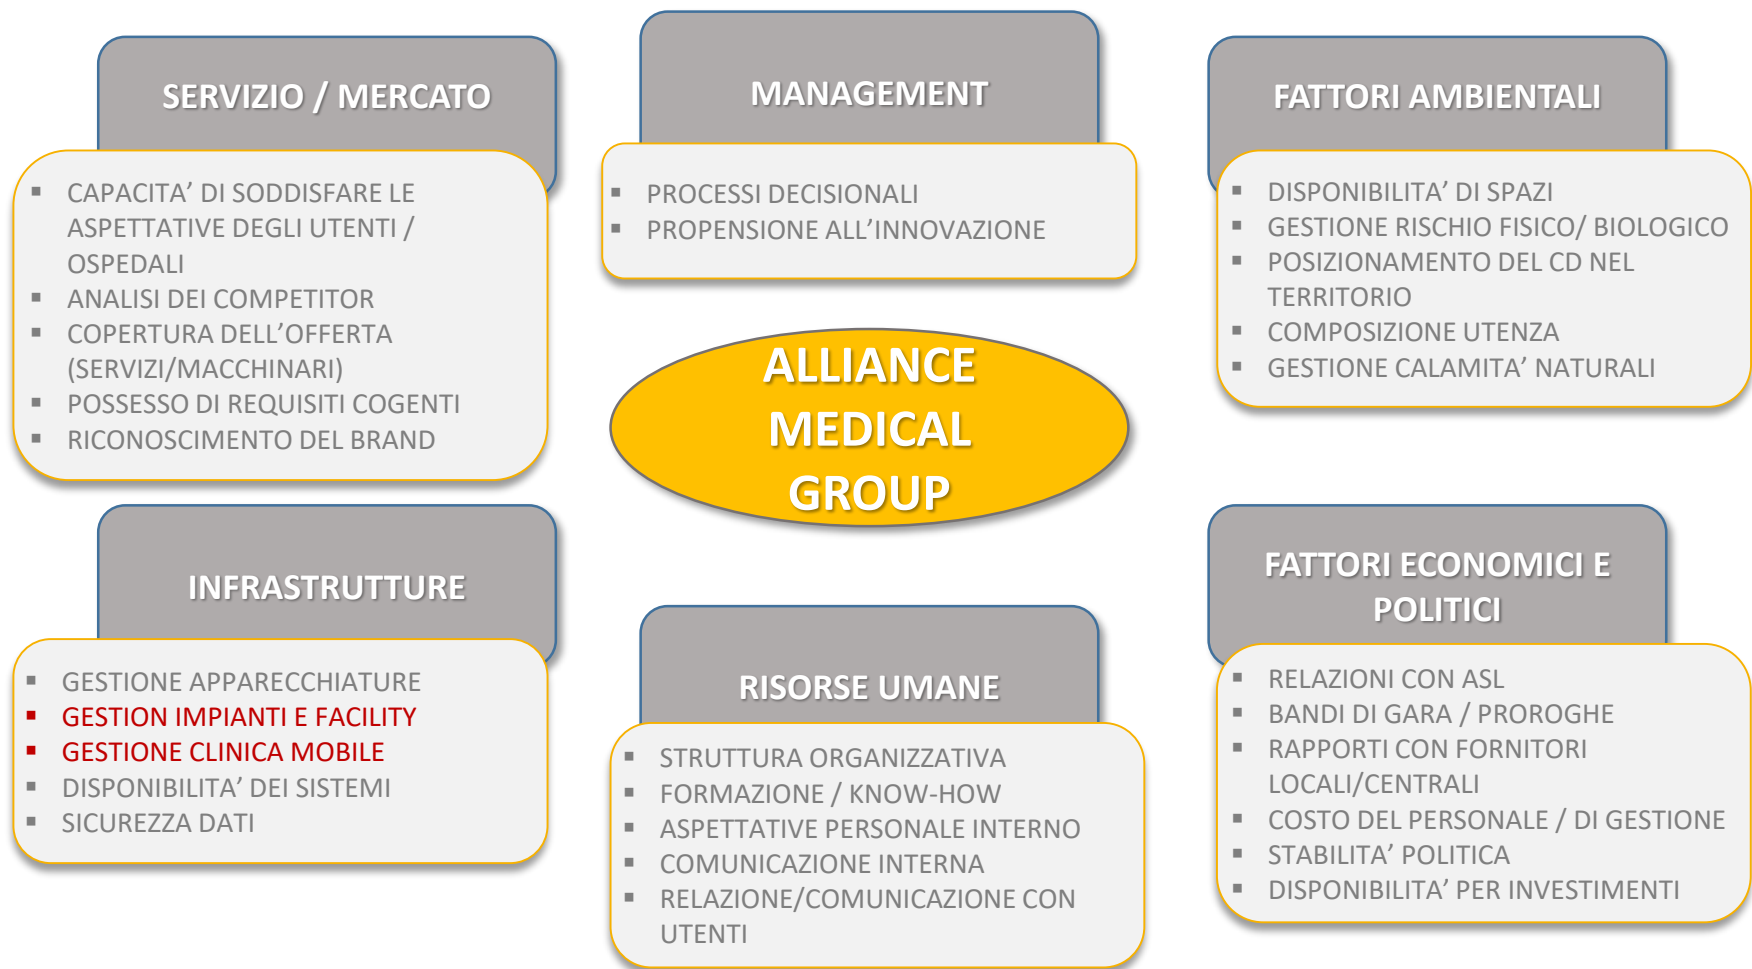 SERVIZIO / MERCATO
CAPACITA’ DI SODDISFARE LE
ASPETTATIVE DEGLI UTENTI /
OSPEDALI
ANALISI DEI COMPETITOR
COPERTURA DELL’OFFERTA
(SERVIZI/MACCHINARI)
POSSESSO DI REQUISITI COGENTI
RICONOSCIMENTO DEL BRAND
MANAGEMENT
PROCESSI DECISIONALI
PROPENSIONE ALL’INNOVAZIONE
FATTORI AMBIENTALI
DISPONIBILITA’ DI SPAZI
GESTIONE RISCHIO FISICO/ BIOLOGICO
POSIZIONAMENTO DEL CD NEL
TERRITORIO
COMPOSIZIONE UTENZA
GESTIONE CALAMITA’ NATURALI
ALLIANCE
MEDICAL
GROUP
INFRASTRUTTURE
GESTIONE APPARECCHIATURE
GESTION IMPIANTI E FACILITY
GESTIONE CLINICA MOBILE
DISPONIBILITA’ DEI SISTEMI
SICUREZZA DATI
RISORSE UMANE
STRUTTURA ORGANIZZATIVA
FORMAZIONE / KNOW-HOW
ASPETTATIVE PERSONALE INTERNO
COMUNICAZIONE INTERNA
RELAZIONE/COMUNICAZIONE CON
UTENTI
FATTORI ECONOMICI E
POLITICI
RELAZIONI CON ASL
BANDI DI GARA / PROROGHE
RAPPORTI CON FORNITORI
LOCALI/CENTRALI
COSTO DEL PERSONALE / DI GESTIONE
STABILITA’ POLITICA
DISPONIBILITA’ PER INVESTIMENTI